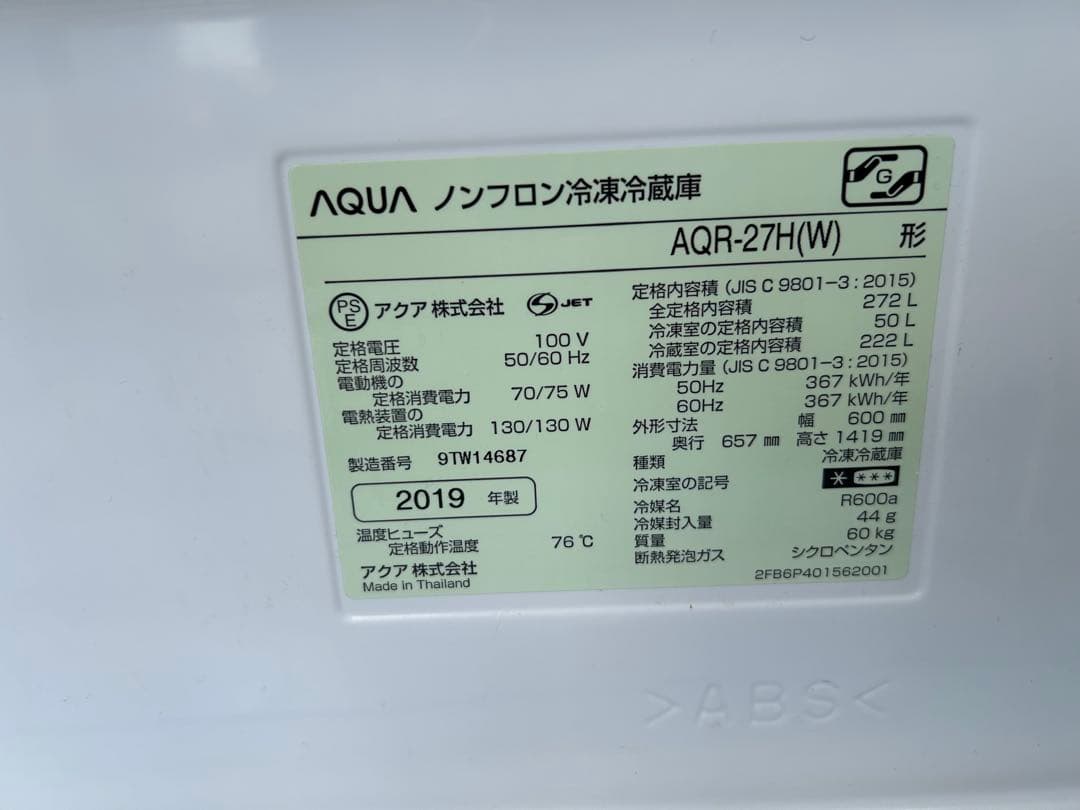 AQUA ノンフロン冷凍冷蔵庫
G
AQR-27H(W) 形
PS
E
アクア 株式会社
JET
定格電圧 100 V
定格周波数 50/60 Hz
電動機の
定格消費電力 70/75 W
電熱装置の
定格消費電力 130/130 W
製造番号 9TW14687
2019 年製
温度ヒューズ
定格動作温度 76 ℃
アクア 株式会社
Made in Thailand
定格内容積 (JIS C 9801-3 : 2015)
全定格内容積 272 L
冷凍室の定格内容積 50 L
冷蔵室の定格内容積 222 L
消費電力量 (JIS C 9801-3 : 2015)
50Hz 367 kWh/年
60Hz 367 kWh/年
外形寸法 幅 600 mm
奥行 657 mm 高さ 1419 mm
種類 冷凍冷蔵庫
冷凍室の記号 * ***
冷媒名 R600a
冷媒封入量 44 g
質量 60 kg
断熱発泡ガス シクロペンタン
2FB6P401562001
>ABS<